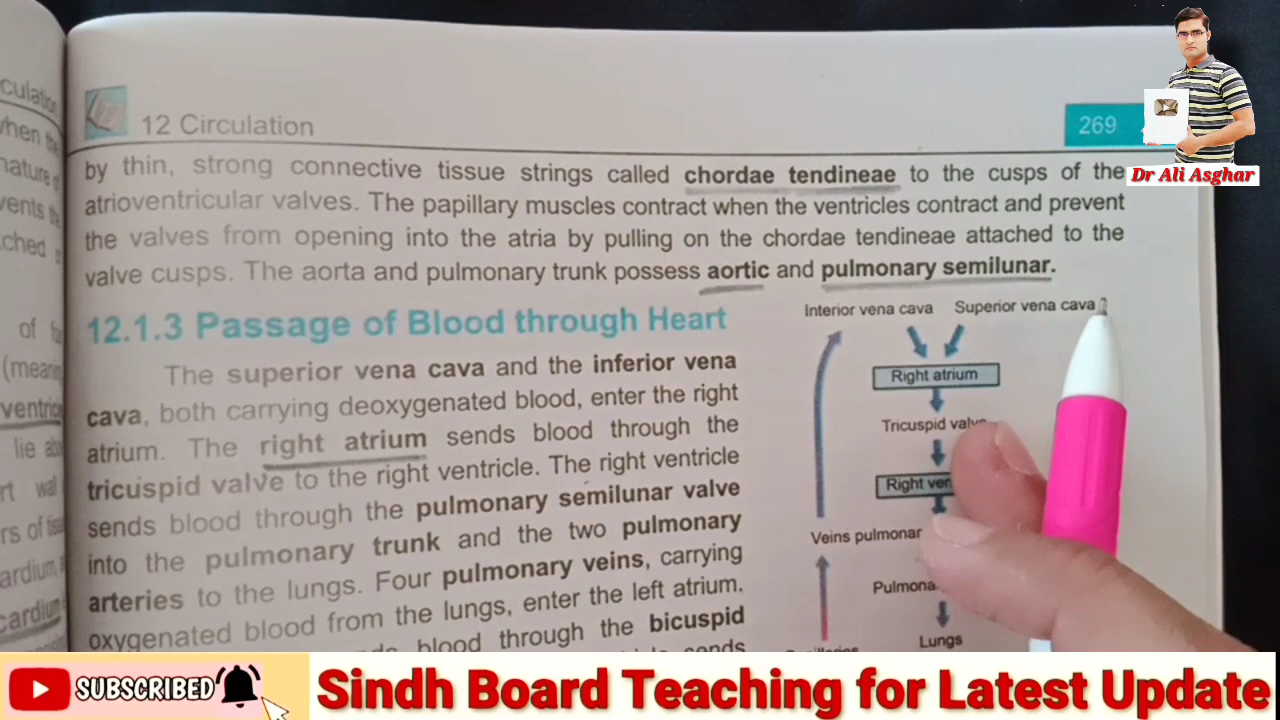 12 Circulation
269
by thin, strong connective tissue strings called chordae tendineae to the cusps of the
atrioventricular valves. The papillary muscles contract when the ventricles contract and prevent
the valves from opening into the atria by pulling on the chordae tendineae attached to the
valve cusps. The aorta and pulmonary trunk possess aortic and pulmonary semilunar.
12.1.3 Passage of Blood through Heart
The superior vena cava and the inferior vena
cava, both carrying deoxygenated blood, enter the right
atrium. The right atrium sends blood through the
tricuspid valve to the right ventricle. The right ventricle
sends blood through the pulmonary semilunar valve
into the pulmonary trunk and the two pulmonary
arteries to the lungs. Four pulmonary veins, carrying
oxygenated blood from the lungs, enter the left atrium.
blood through the bicuspid
sends
Interior vena cava
Superior vena cava
Right atrium
Tricuspid valve
Right
Veins
Lungs
of
lie
Dr Ali Asghar
SUBSCRIBED
Sindh Board Teaching for Latest Update